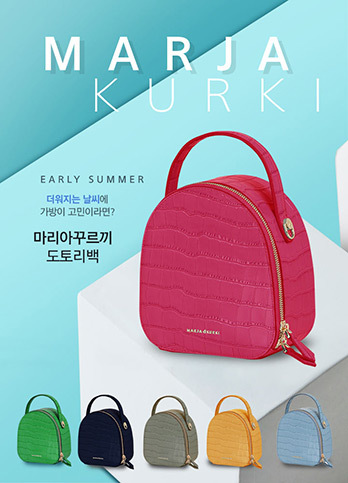 MARJA
KURKI
EARLY SUMMER
더워지는 날씨에
가방이 고민이라면?
마리아꾸르끼
도토리백
MARJA KURKI